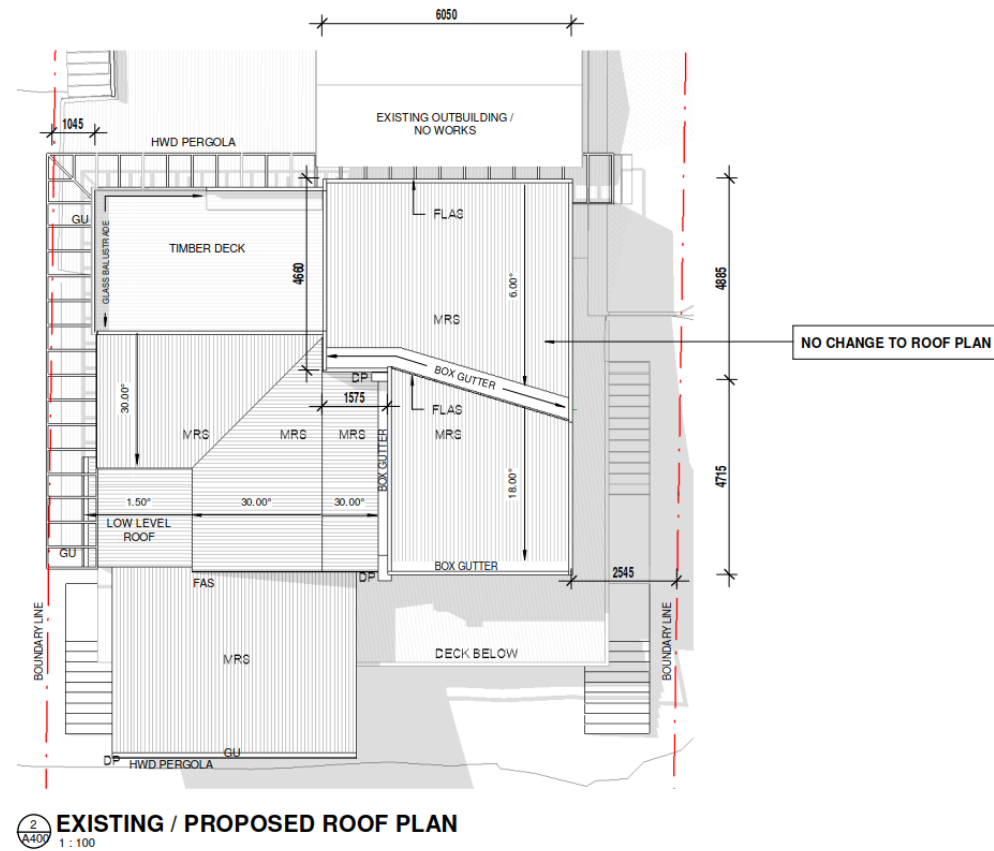 6050
1045
EXISTING OUTBUILDING /
NO WORKS
HWD PERGOLA
GU
GLASS BALUSTRADE
TIMBER DECK
FLAS
4660
6.00°
4885
MRS
NO CHANGE TO ROOF PLAN
BOX GUTTER
DP
1575
FLAS
30.00°
MRS
MRS
MRS
MRS
BOX GUTTER
18.00°
4715
1.50°
30.00°
30.00°
LOW LEVEL
ROOF
GU
FAS
DP
BOX GUTTER
2545
BOUNDARY LINE
BOUNDARY LINE
MRS
DECK BELOW
GU
DP
HWD PERGOLA
2
A400
EXISTING / PROPOSED ROOF PLAN
1 : 100